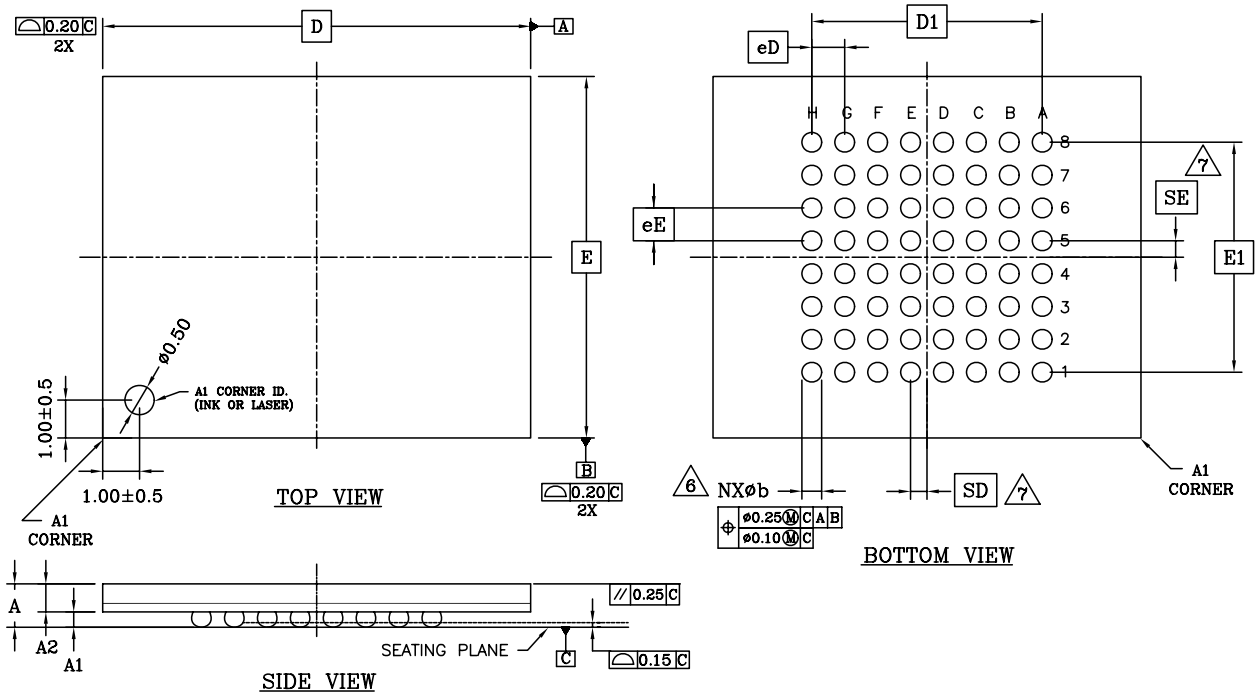 ⌓ 0.20 C
2X
D
A
E
ø0.50
A1 CORNER ID.
(INK OR LASER)
1.00±0.5
1.00±0.5
TOP VIEW
A1
CORNER
B
⌓ 0.20 C
2X
D1
eD
H G F E D C B A
8
7
6
5
4
3
2
1
eE
7
SE
E1
6 NXøb
⌖ ø0.25 Ⓜ C A B
ø0.10 Ⓜ C
SD 7
A1
CORNER
BOTTOM VIEW
A
A2
A1
// 0.25 C
SEATING PLANE
C
⌓ 0.15 C
SIDE VIEW